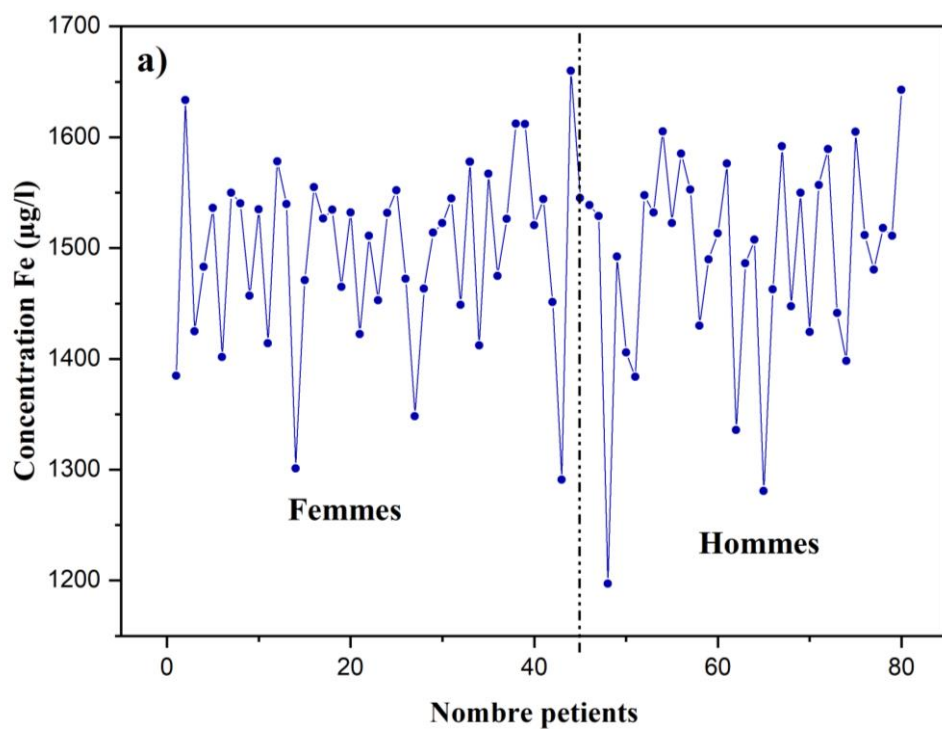 a)
Concentration Fe (µg/l)
1700
1600
1500
1400
1300
1200
Femmes
Hommes
0 20 40 60 80
Nombre petients